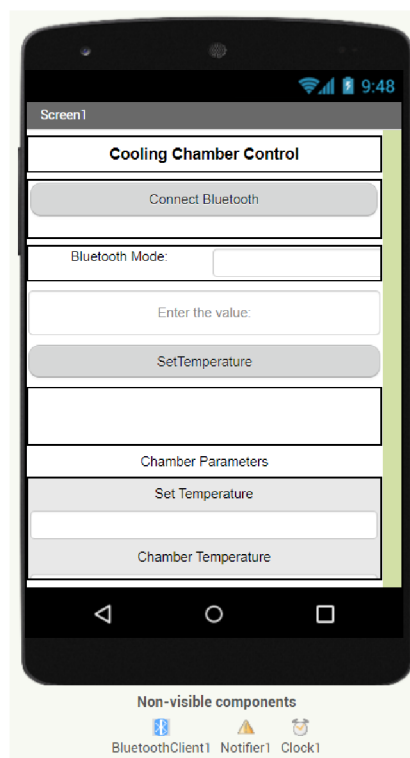 9:48
Screen1
Cooling Chamber Control
Connect Bluetooth
Bluetooth Mode:
Enter the value:
SetTemperature
Chamber Parameters
Set Temperature
Chamber Temperature
Non-visible components
BluetoothClient1 Notifier1 Clock1